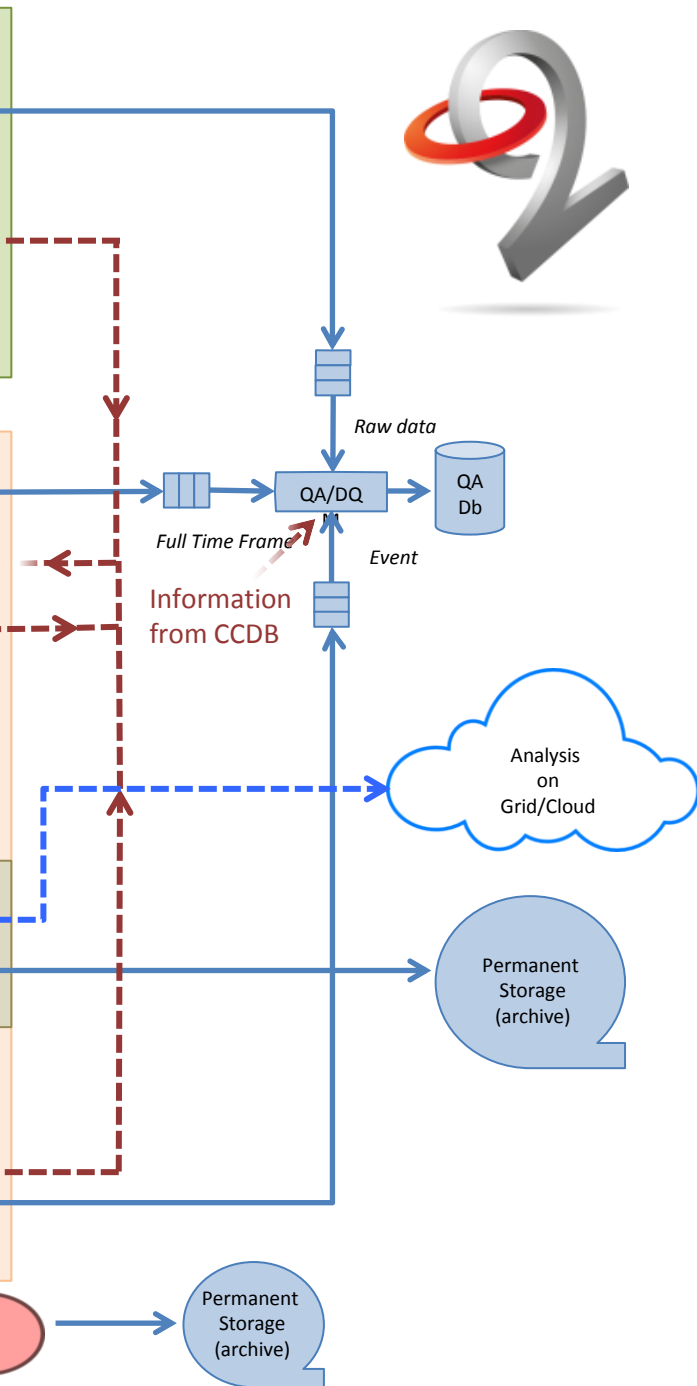 Raw data
QA/DQ
M
QA
Db
Full Time Frame
Event
Information
from CCDB
Analysis
on
Grid/Cloud
Permanent
Storage
(archive)
Permanent
Storage
(archive)